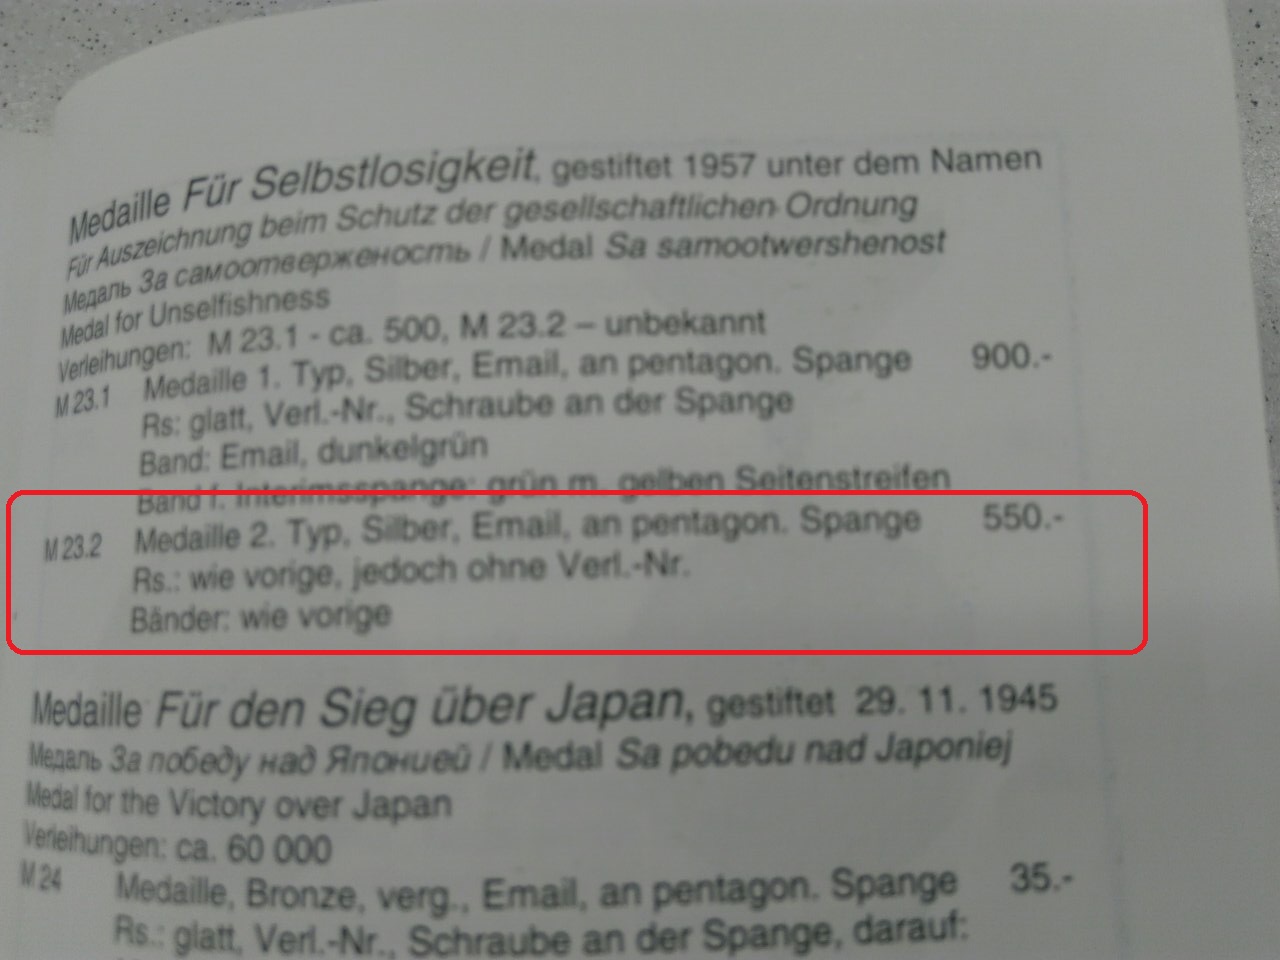 Medaille Für Selbstlosigkeit, gestiftet 1957 unter dem Namen
Für Auszeichnung beim Schutz der gesellschaftlichen Ordnung
Медаль За самоотверженость / Medal Sa samootwershenost
Medal for Unselfishness
Verleihungen: M 23.1 - ca. 500, M 23.2 – unbekannt
M 23.1 Medaille 1. Typ, Silber, Email, an pentagon. Spange 900.-
Rs: glatt, Verl.-Nr., Schraube an der Spange
Band: Email, dunkelgrün
Band f. Interimsspange: grün m. gelben Seitenstreifen
M 23.2 Medaille 2. Typ, Silber, Email, an pentagon. Spange 550.-
Rs.: wie vorige, jedoch ohne Verl.-Nr.
Bänder: wie vorige
Medaille Für den Sieg über Japan, gestiftet 29. 11. 1945
Медаль За победу над Японией / Medal Sa pobedu nad Japoniej
Medal for the Victory over Japan
Verleihungen: ca. 60 000
M 24 Medaille, Bronze, verg., Email, an pentagon. Spange 35.-
Rs.: glatt, Verl.-Nr., Schraube an der Spange, darauf: